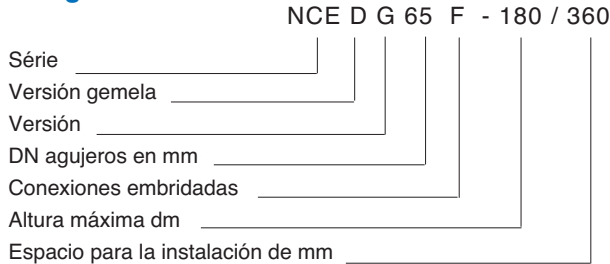 NCE D G 65 F - 180 / 360
Série
Versión gemela
Versión
DN agujeros en mm
Conexiones embridadas
Altura máxima dm
Espacio para la instalación de mm